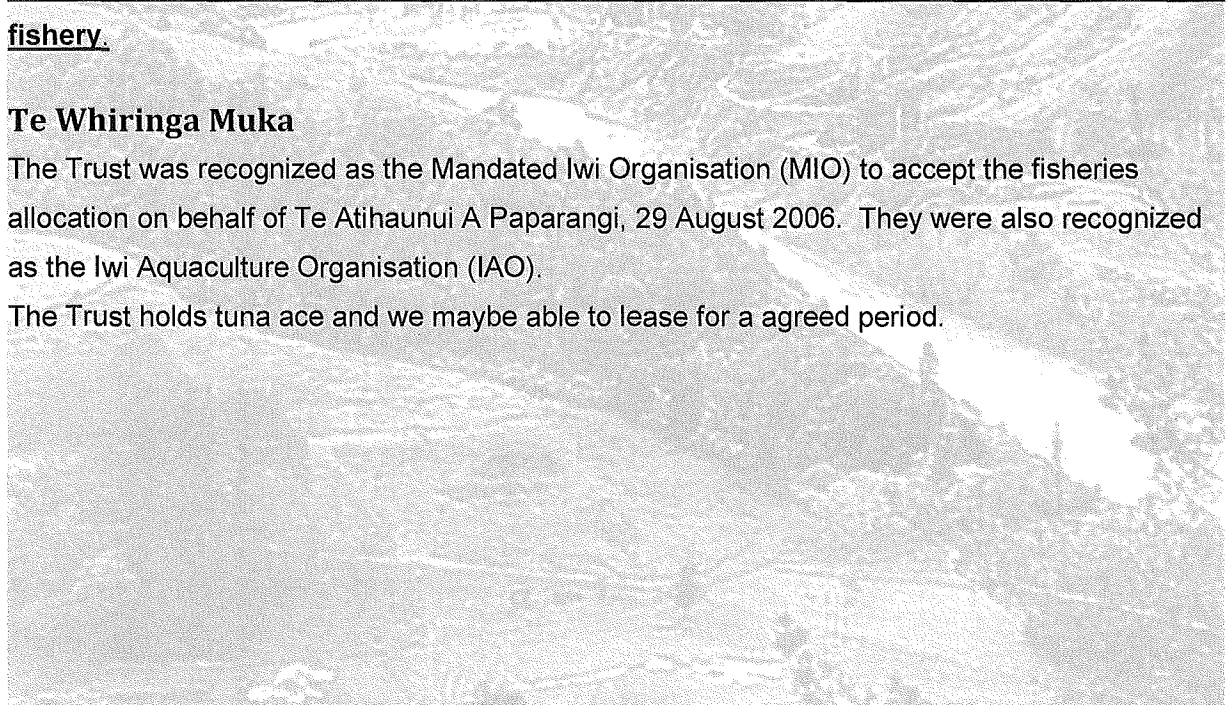 fishery.
Te Whiringa Muka
The Trust was recognized as the Mandated Iwi Organisation (MIO) to accept the fisheries
allocation on behalf of Te Atihaunui A Paparangi, 29 August 2006.  They were also recognized
as the Iwi Aquaculture Organisation (IAO).
The Trust holds tuna ace and we maybe able to lease for a agreed period.